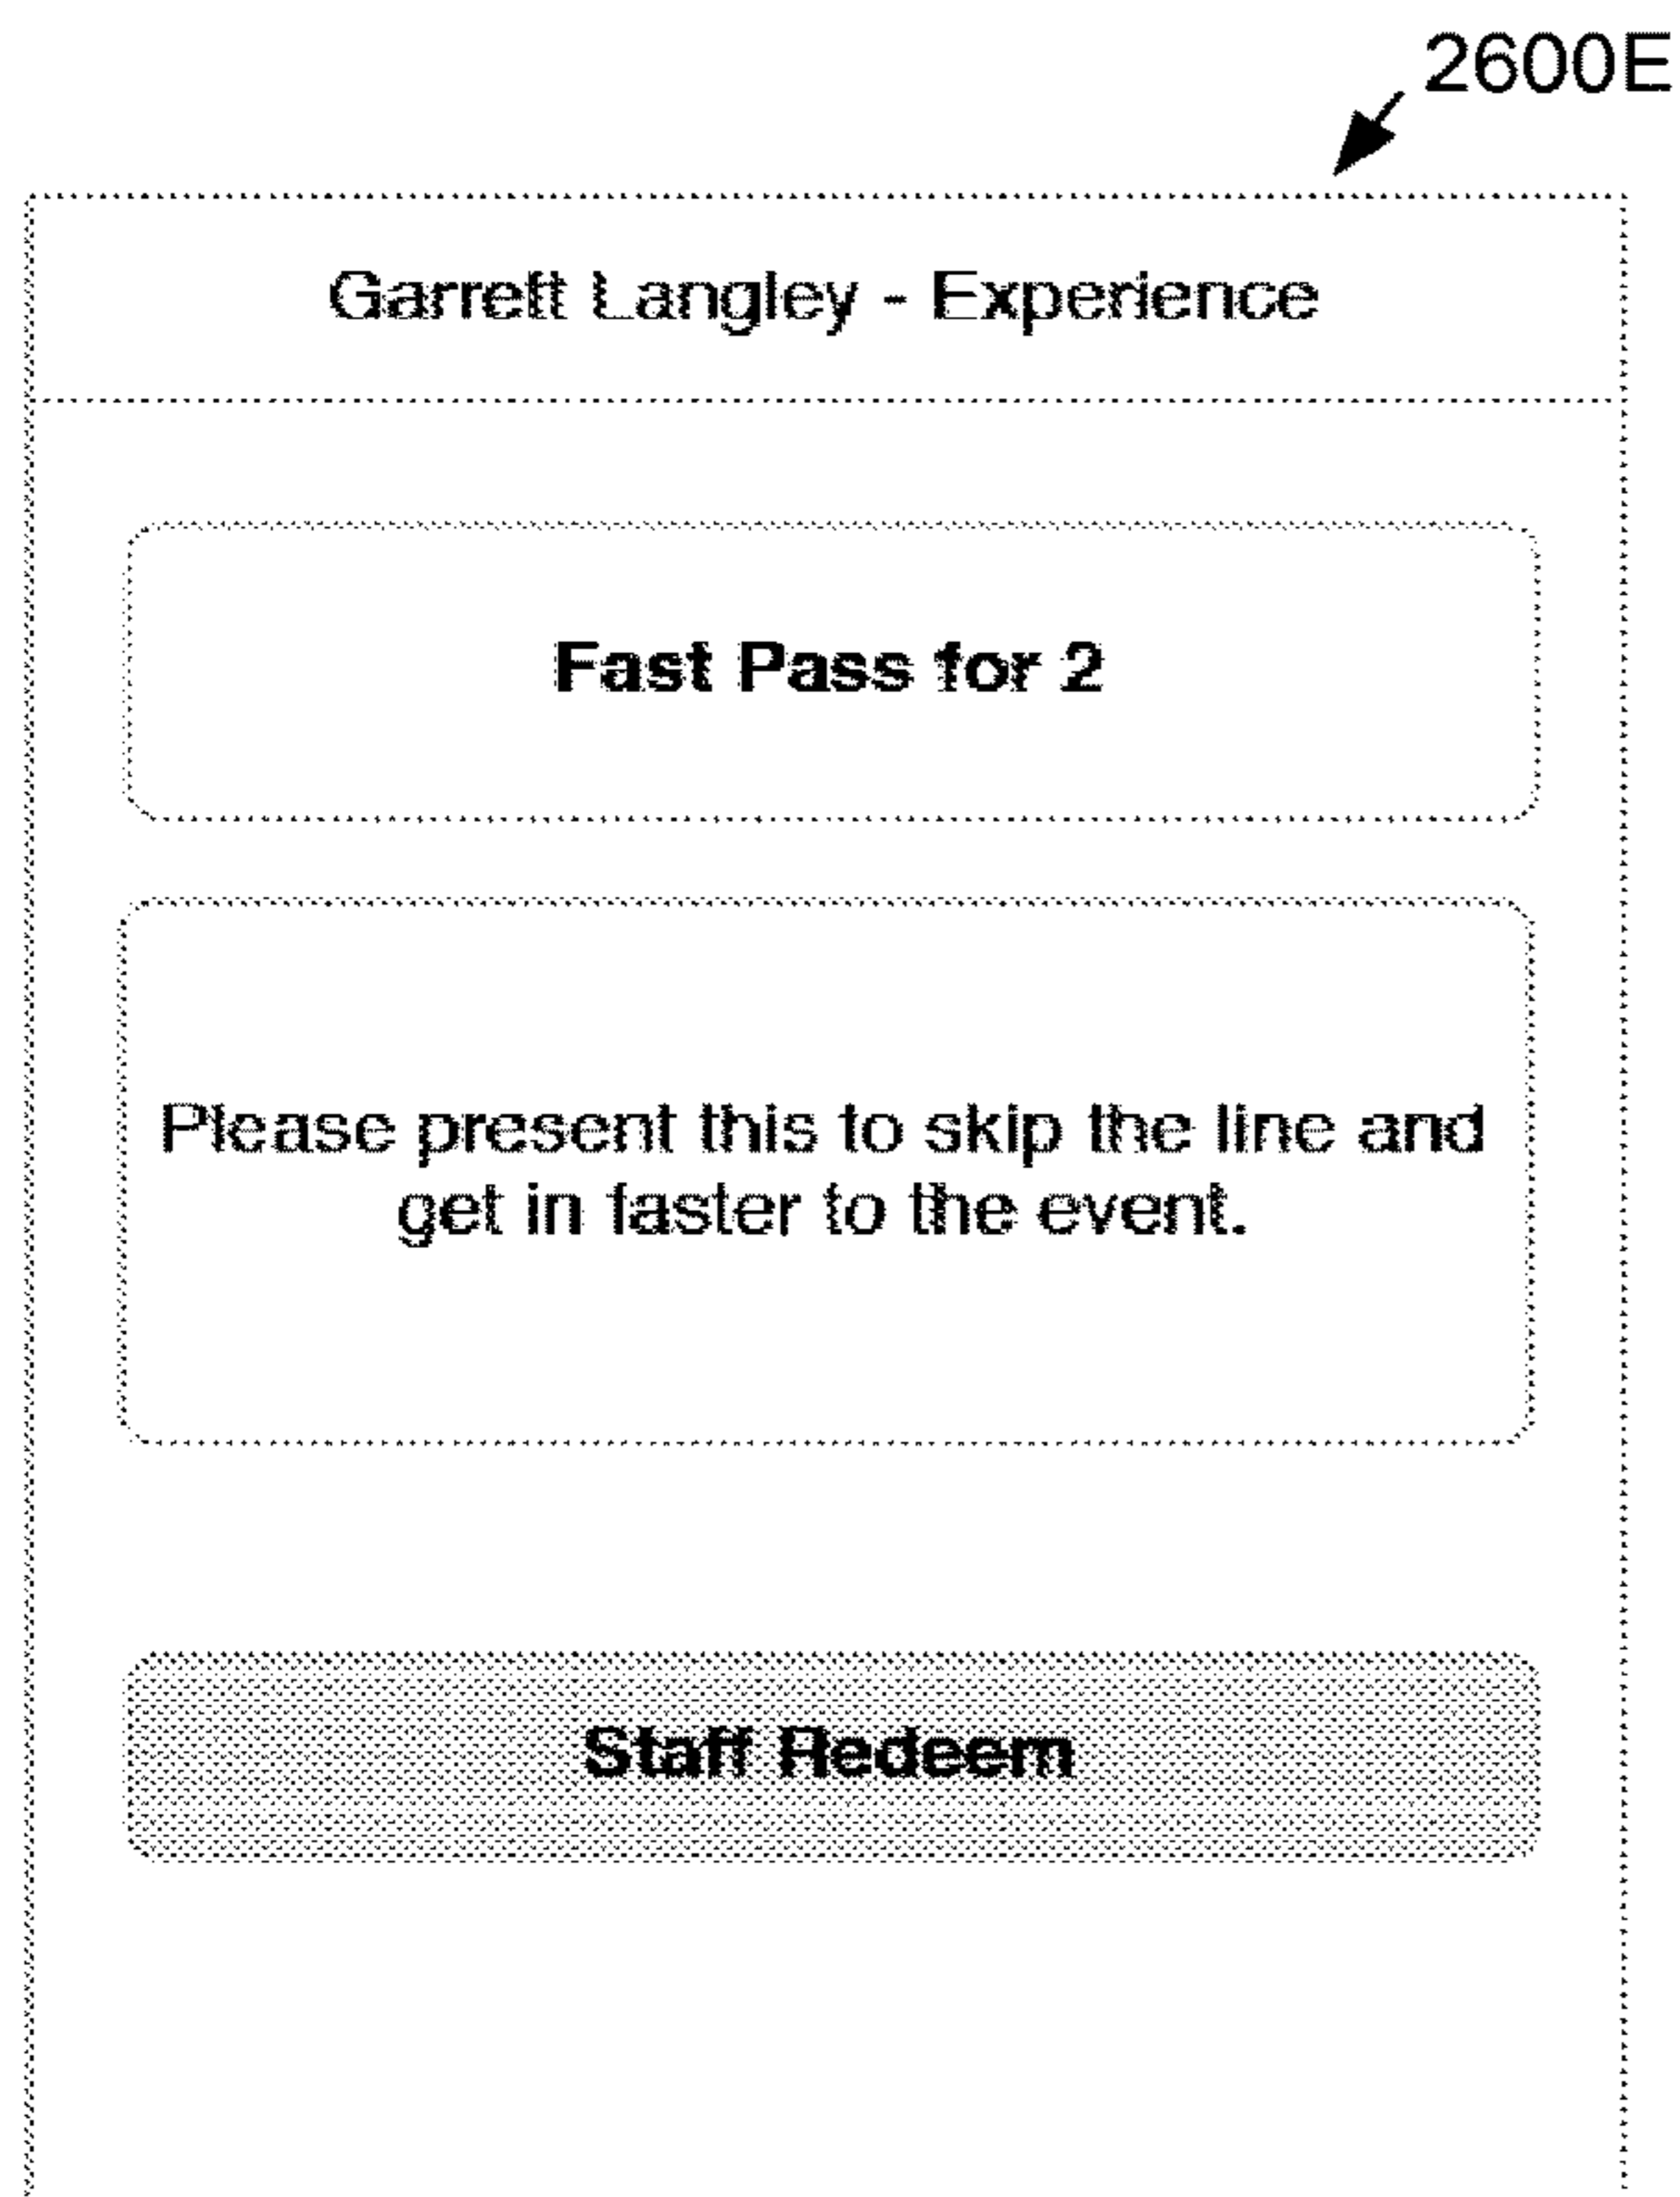 2600E
Garrett Langley - Experience
Fast Pass for 2
Please present this to skip the line and
get in faster to the event.
Staff Redeem